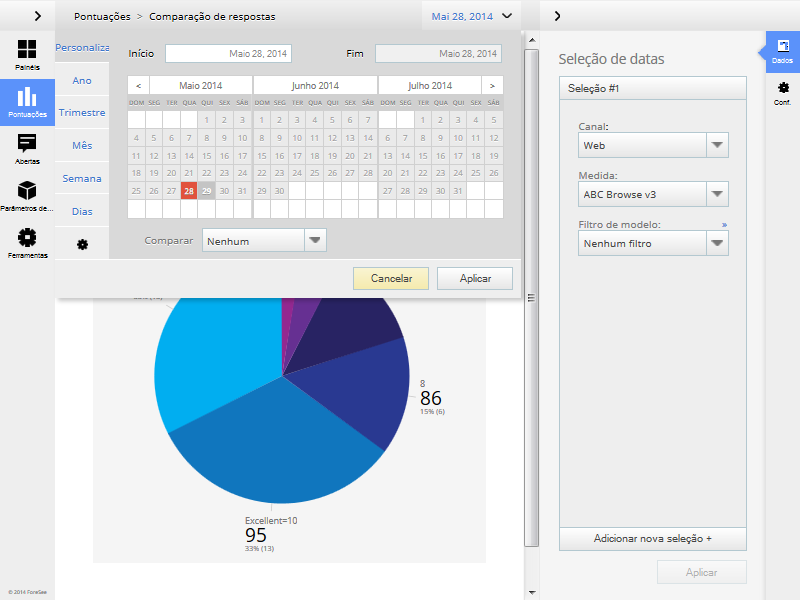 Pontuações > Comparação de respostas
Mai 28, 2014
Painéis
Pontuações
Abertas
Parâmetros de...
Ferramentas
© 2014 ForeSee
Personaliza
Ano
Trimestre
Mês
Semana
Dias
Início
Maio 28, 2014
Fim
Maio 28, 2014
< Maio 2014 Junho 2014 Julho 2014 >
DOM SEG TER QUA QUI SEX SÁB DOM SEG TER QUA QUI SEX SÁB DOM SEG TER QUA QUI SEX SÁB
1 2 3 1 2 3 4 5 6 7 1 2 3 4 5
4 5 6 7 8 9 10 8 9 10 11 12 13 14 6 7 8 9 10 11 12
11 12 13 14 15 16 17 15 16 17 18 19 20 21 13 14 15 16 17 18 19
18 19 20 21 22 23 24 22 23 24 25 26 27 28 20 21 22 23 24 25 26
25 26 27 28 29 30 31 29 30 27 28 29 30 31
Comparar
Nenhum
Cancelar
Aplicar
8
86
15% (6)
Excellent=10
95
33% (13)
Seleção de datas
Seleção #1
Canal:
Web
Medida:
ABC Browse v3
Filtro de modelo: »
Nenhum filtro
Adicionar nova seleção +
Aplicar
Dados
Conf.